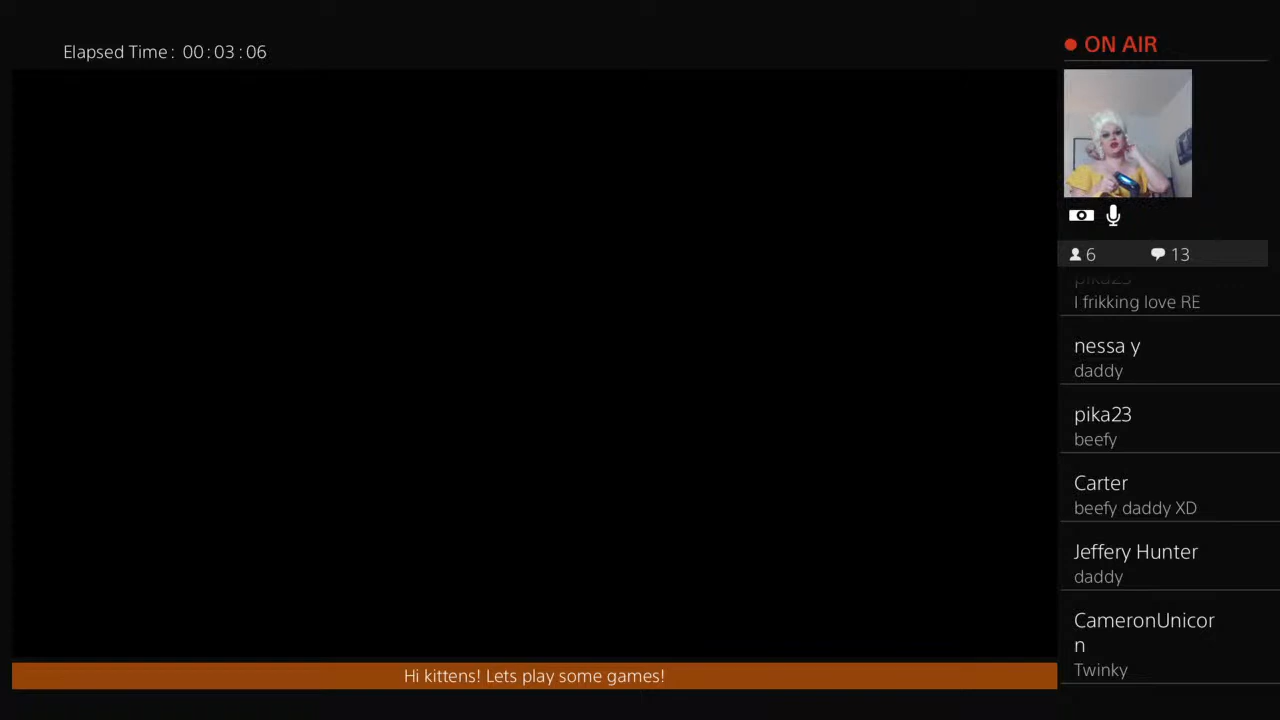 Elapsed Time: 00:03:06
ON AIR
6
13
pika23
I frikking love RE
nessa y
daddy
pika23
beefy
Carter
beefy daddy XD
Jeffery Hunter
daddy
CameronUnicor
n
Twinky
Hi kittens! Lets play some games!